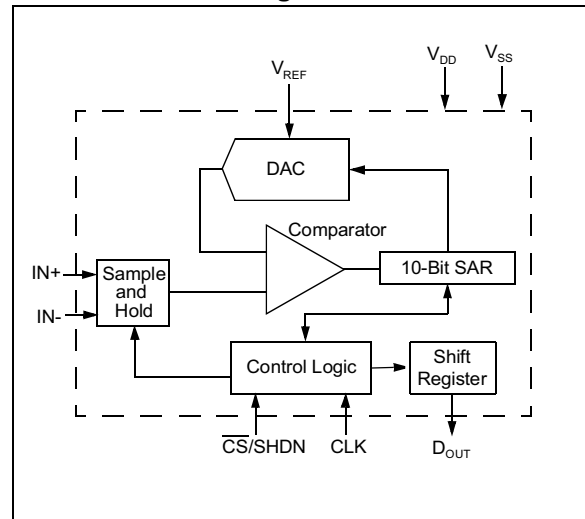 V_REF
V_DD
V_SS
DAC
Comparator
10-Bit SAR
IN+
IN-
Sample
and
Hold
Control Logic
Shift
Register
C̅S̅/SHDN
CLK
D_OUT